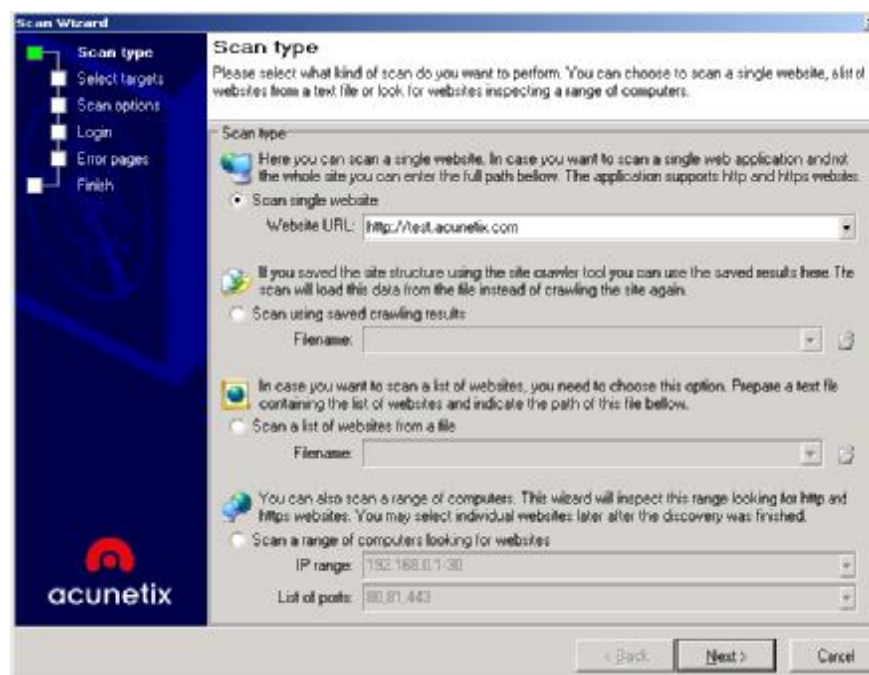 Scan Wizard
Scan type
Select targets
Scan options
Login
Error pages
Finish
acunetix
Scan type
Please select what kind of scan do you want to perform. You can choose to scan a single website, a list of
websites from a text file or look for websites inspecting a range of computers.
Scan type
Here you can scan a single website. In case you want to scan a single web application and not
the whole site you can enter the full path bellow. The application supports http and https websites.
Scan single website
Website URL: http://test.acunetix.com
If you saved the site structure using the site crawler tool you can use the saved results here. The
scan will load this data from the file instead of crawling the site again.
Scan using saved crawling results
Filename:
In case you want to scan a list of websites, you need to choose this option. Prepare a text file
containing the list of websites and indicate the path of this file bellow.
Scan a list of websites from a file
Filename:
You can also scan a range of computers. This wizard will inspect this range looking for http and
https websites. You may select individual websites later after the discovery was finished.
Scan a range of computers looking for websites
IP range: 192.168.0.1-30
List of ports: 80,81,443
< Back
Next >
Cancel